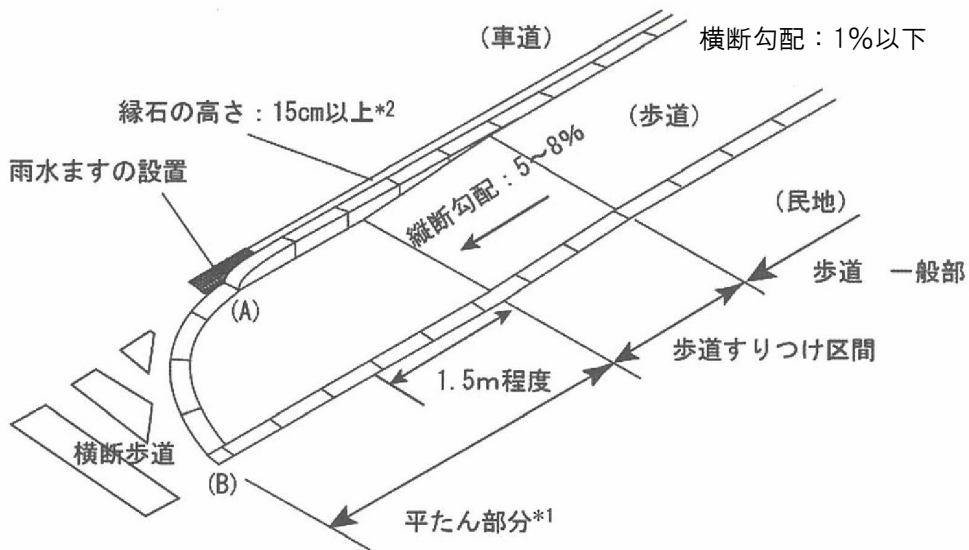 (車道)
横断勾配：1%以下
縁石の高さ：15cm以上*2
(歩道)
雨水ますの設置
縦断勾配：5～8%
(民地)
歩道 一般部
(A)
歩道すりつけ区間
1.5m程度
横断歩道
(B)
平たん部分*1